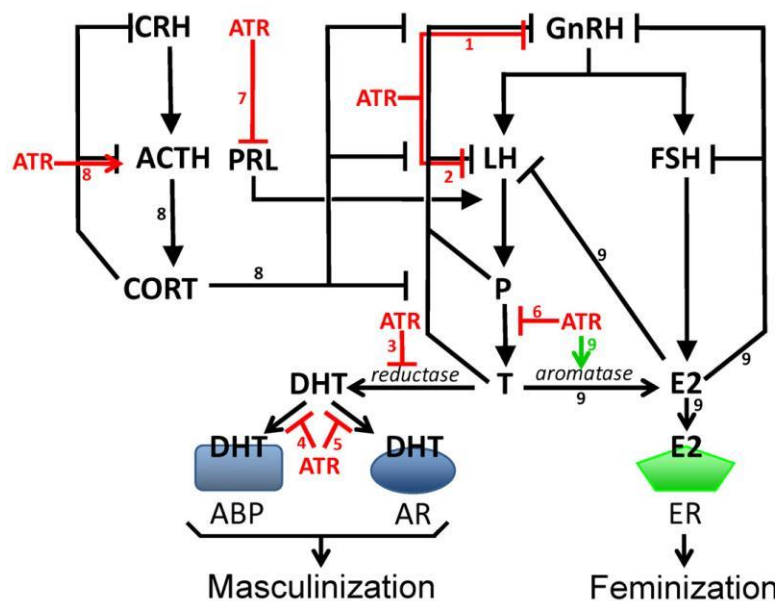 CRH ATR GnRH
1
7 ATR
ATR ACTH PRL LH FSH
8 2
8
9
CORT 8 P
ATR 6 ATR
3 9 9
DHT reductase T aromatase E2
9 9
DHT 4 5 DHT E2
ATR
ABP AR ER
Masculinization Feminization